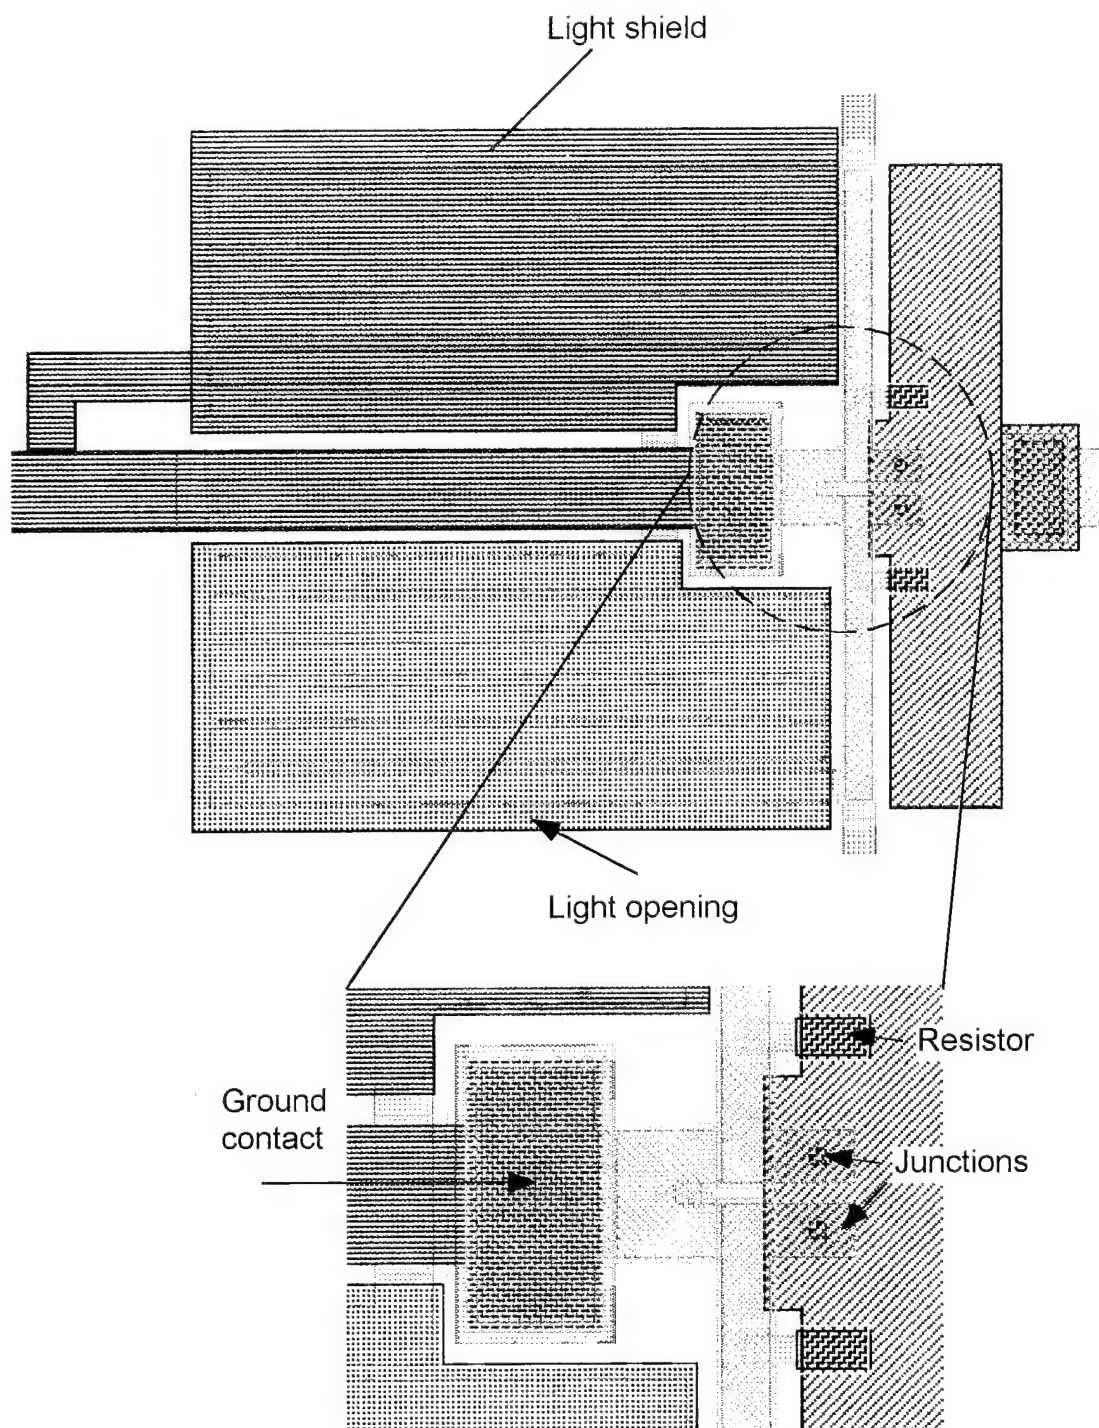 Light shield
Light opening
Resistor
Ground
contact
Junctions